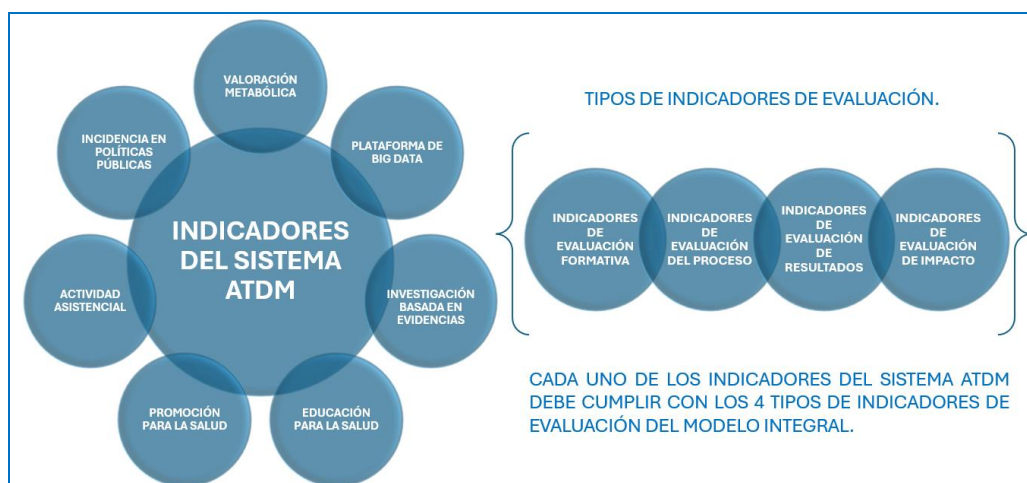 VALORACIÓN
METABÓLICA
PLATAFORMA DE
BIG DATA
INVESTIGACIÓN
BASADA EN
EVIDENCIAS
EDUCACIÓN
PARA LA SALUD
PROMOCIÓN
PARA LA SALUD
ACTIVIDAD
ASISTENCIAL
INCIDENCIA EN
POLÍTICAS
PÚBLICAS
INDICADORES
DEL SISTEMA
ATDM
TIPOS DE INDICADORES DE EVALUACIÓN.
INDICADORES
DE
EVALUACIÓN
FORMATIVA
INDICADORES
DE
EVALUACIÓN
DEL PROCESO
INDICADORES
DE
EVALUACIÓN
DE
RESULTADOS
INDICADORES
DE
EVALUACIÓN
DE IMPACTO
CADA UNO DE LOS INDICADORES DEL SISTEMA ATDM
DEBE CUMPLIR CON LOS 4 TIPOS DE INDICADORES DE
EVALUACIÓN DEL MODELO INTEGRAL.